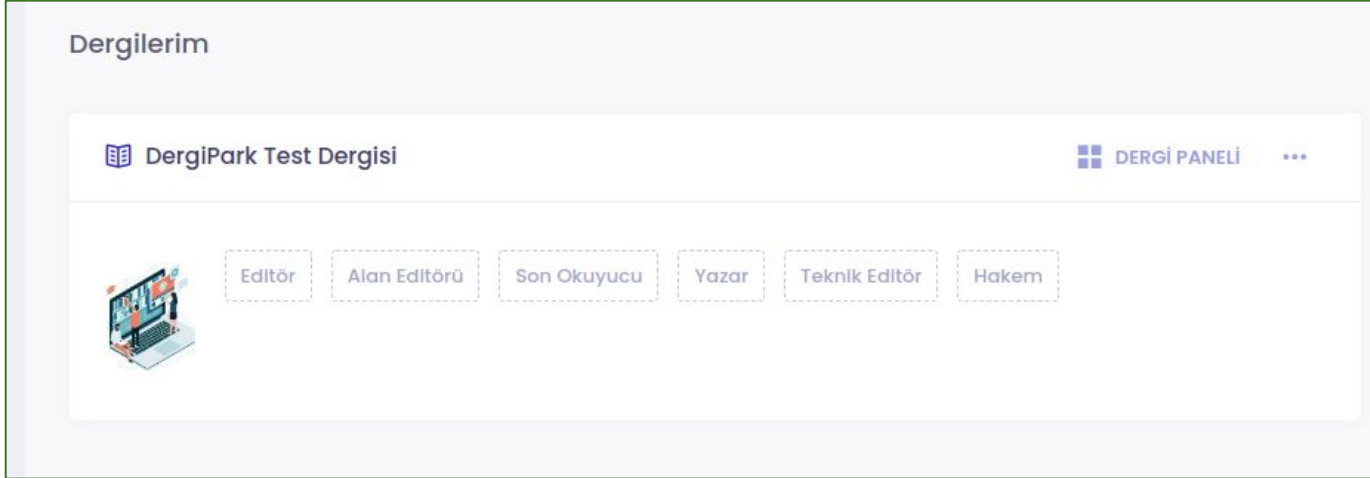 Dergilerim
DergiPark Test Dergisi
DERGİ PANELİ
Editör Alan Editörü Son Okuyucu Yazar Teknik Editör Hakem